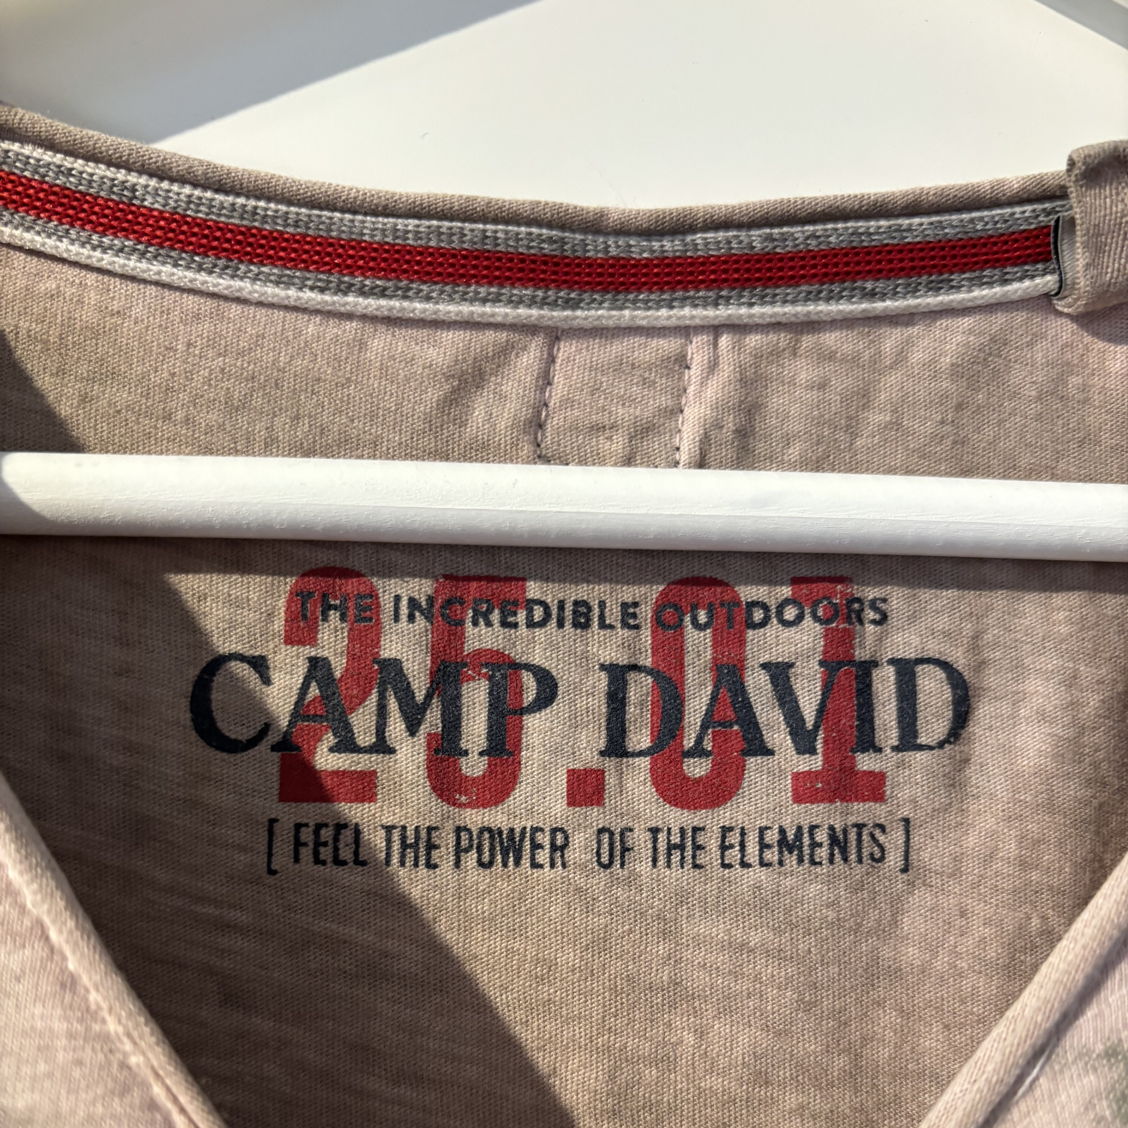 THE INCREDIBLE OUTDOORS
CAMP DAVID
25.01
[ FEEL THE POWER OF THE ELEMENTS ]